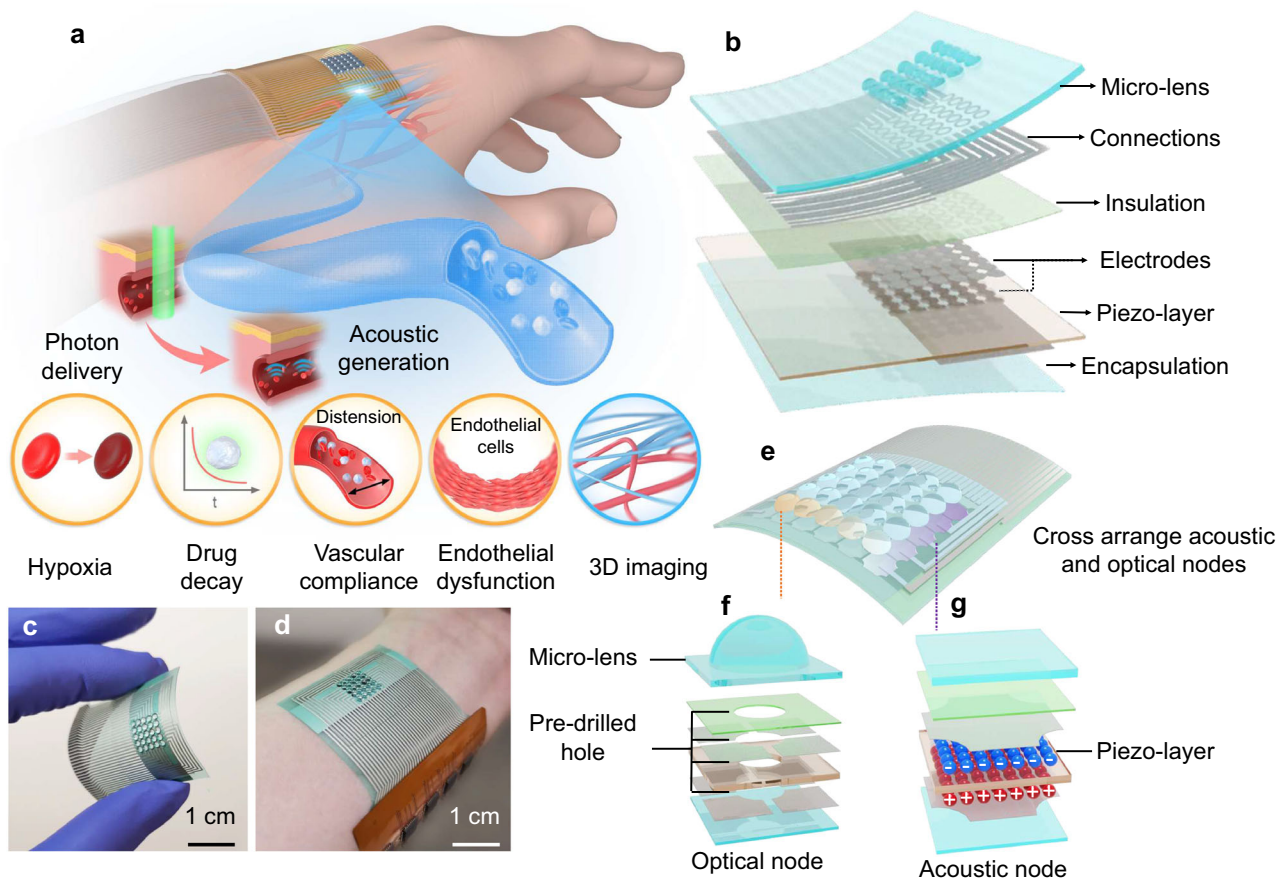 a
Photon
delivery
Acoustic
generation
Distension
Endothelial
cells
t
Hypoxia
Drug
decay
Vascular
compliance
Endothelial
dysfunction
3D imaging
b
Micro-lens
Connections
Insulation
Electrodes
Piezo-layer
Encapsulation
c
1 cm
d
1 cm
e
Cross arrange acoustic
and optical nodes
f
Micro-lens
Pre-drilled
hole
Optical node
g
Piezo-layer
- - - - - - -
+ + + + + + +
Acoustic node